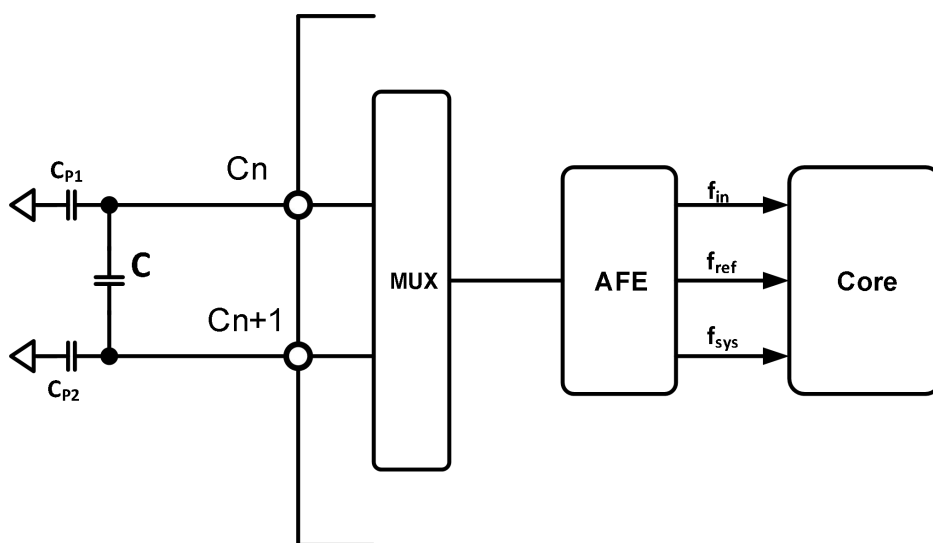 CP1
Cn
C
Cn+1
CP2
MUX
AFE
fin
fref
fsys
Core